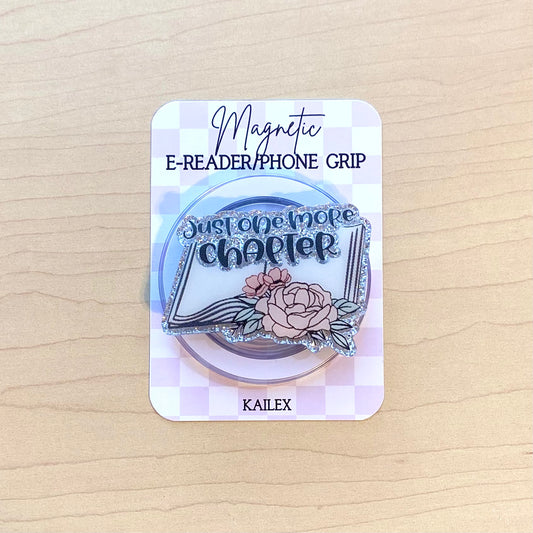 Magnetic
E-READER/PHONE GRIP
Just one more
Chapter
KAILEX